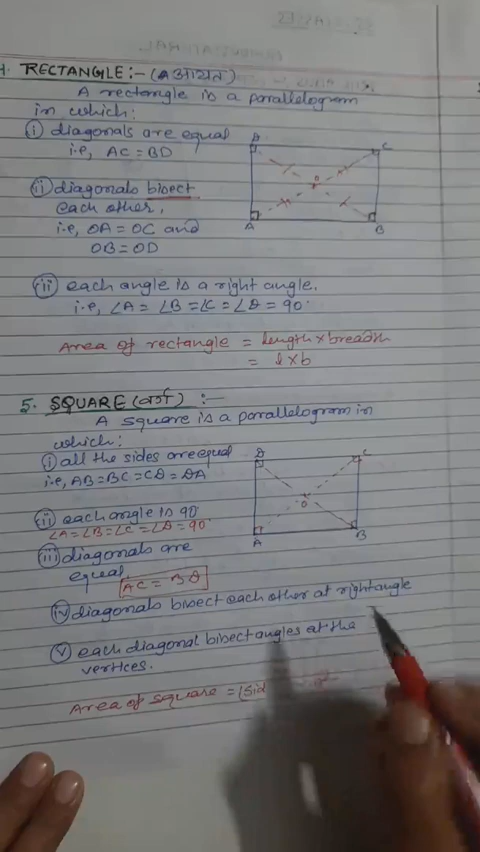 4. RECTANGLE:- (आयत)
A rectangle is a parallelogram
in which:
(i) diagonals are equal
i.e, AC = BD
(ii) diagonals bisect
each other,
i.e, OA = OC and
OB = OD
D
C
O
A
B
(iii) each angle is a right angle.
i.e, ∠A = ∠B = ∠C = ∠D = 90°
Area of rectangle = length × breadth
= l × b
5. SQUARE (वर्ग) :-
A square is a parallelogram in
which:
(i) all the sides are equal
i.e, AB = BC = CD = DA
(ii) each angle is 90
∠A = ∠B = ∠C = ∠D = 90°
(iii) diagonals are
equal
AC = BD
D
C
O
A
B
(iv) diagonals bisect each other at right angle
(v) each diagonal bisect angles at the
vertices.
Area of square = (Sid